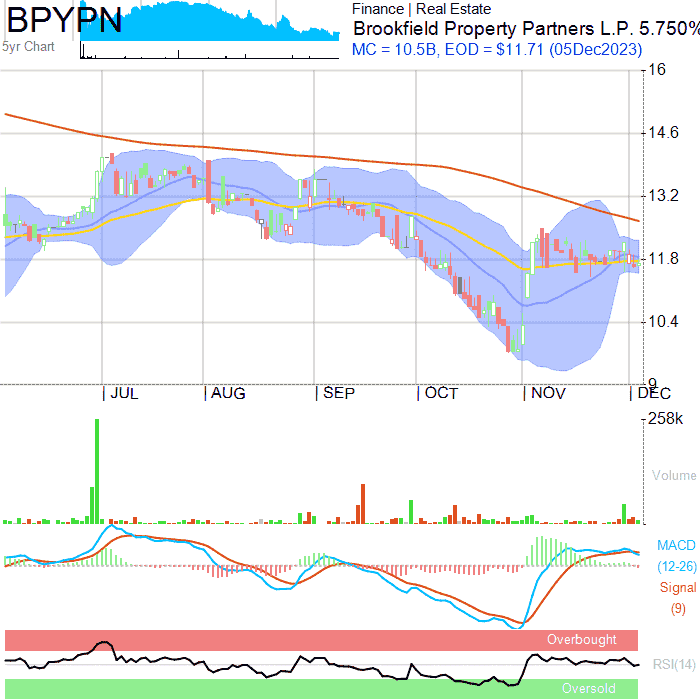 BPYPN
5yr Chart
Finance | Real Estate
Brookfield Property Partners L.P. 5.750%
MC = 10.5B, EOD = $11.71 (05Dec2023)
16
14.6
13.2
11.8
10.4
9
JUL
AUG
SEP
OCT
NOV
DEC
258k
Volume
MACD
(12-26)
Signal
(9)
Overbought
RSI(14)
Oversold